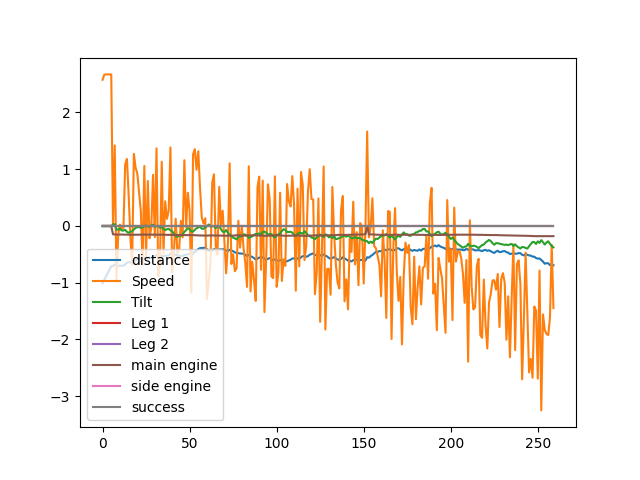 2
1
0
−1
−2
−3
distance
Speed
Tilt
Leg 1
Leg 2
main engine
side engine
success
0 50 100 150 200 250